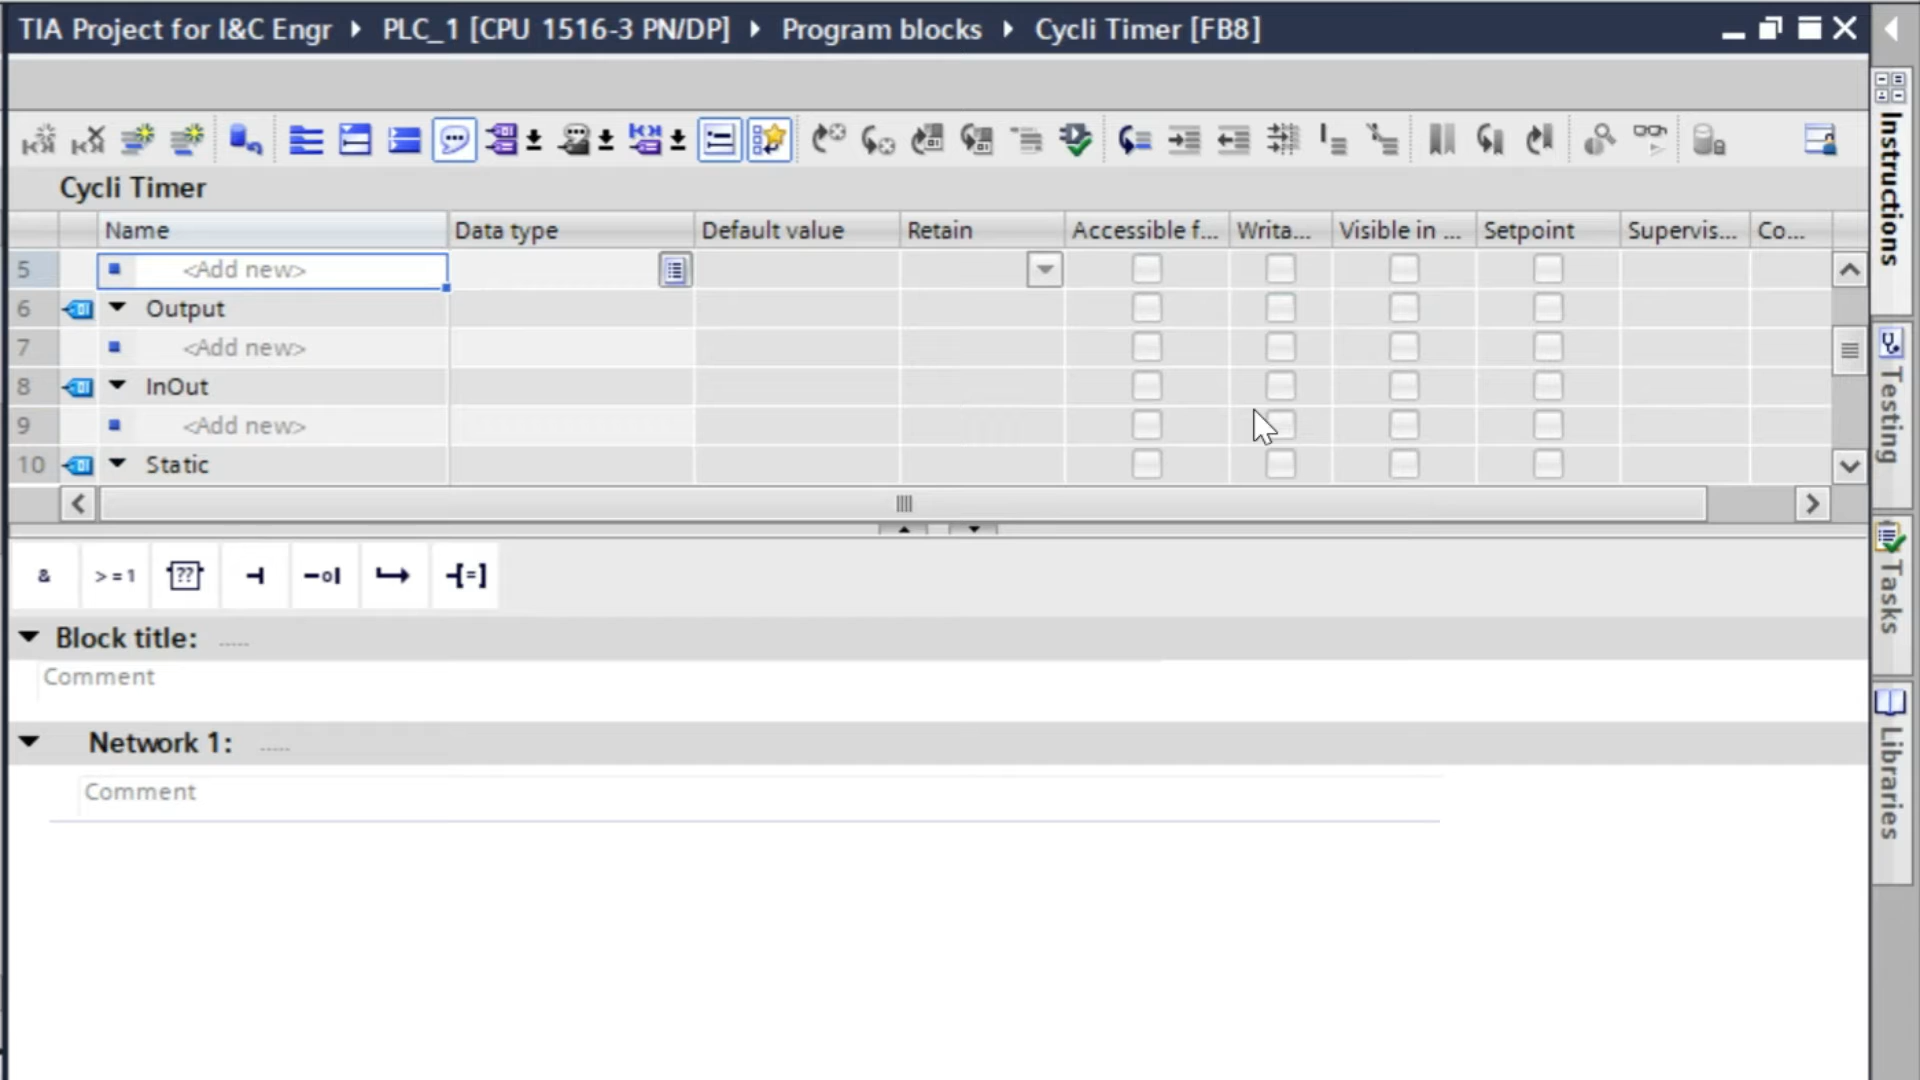 TIA Project for I&C Engr ▸ PLC_1 [CPU 1516-3 PN/DP] ▸ Program blocks ▸ Cycli Timer [FB8]
Cycli Timer
Name Data type Default value Retain Accessible f... Writa... Visible in ... Setpoint Supervis... Co...
5 <Add new>
6 Output
7 <Add new>
8 InOut
9 <Add new>
10 Static
& >=1 ?? -[=]
Block title: .....
Comment
Network 1: .....
Comment
Instructions
Testing
Tasks
Libraries